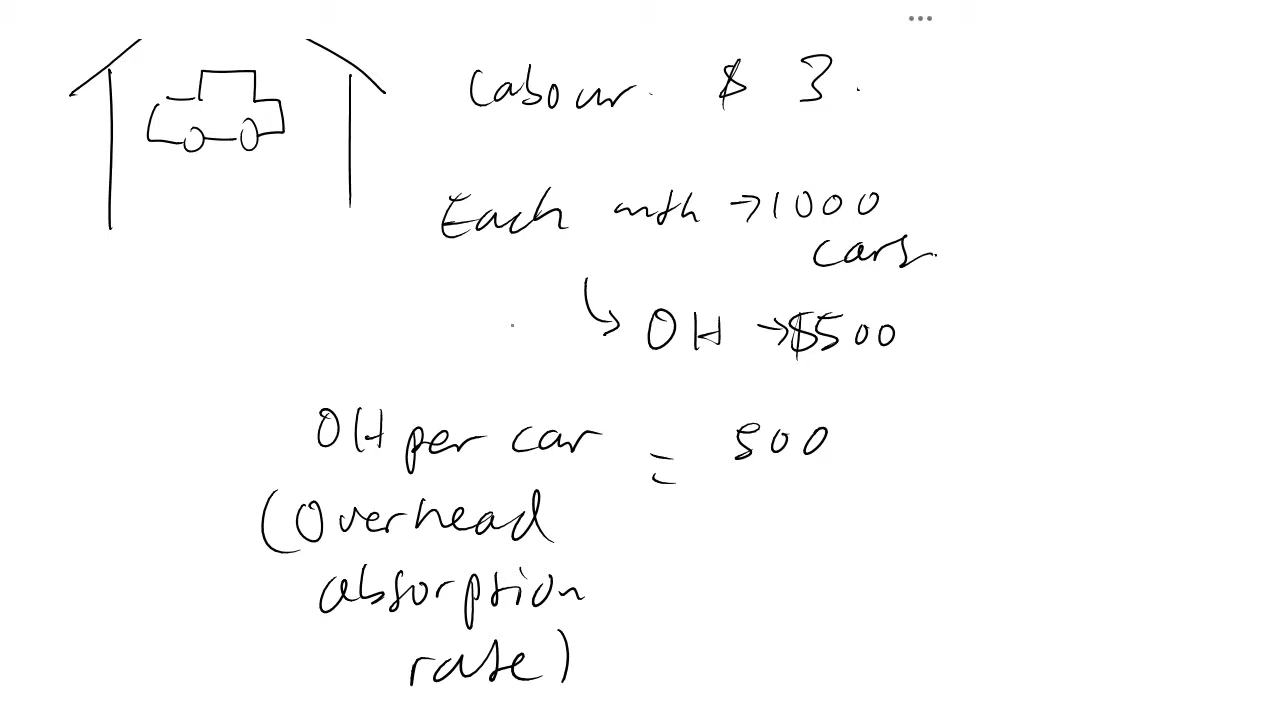 Labour. $ 3.
Each mth → 1000
cars.
↳ OH → $500
OH per car = 500
(Overhead
absorption
rate)